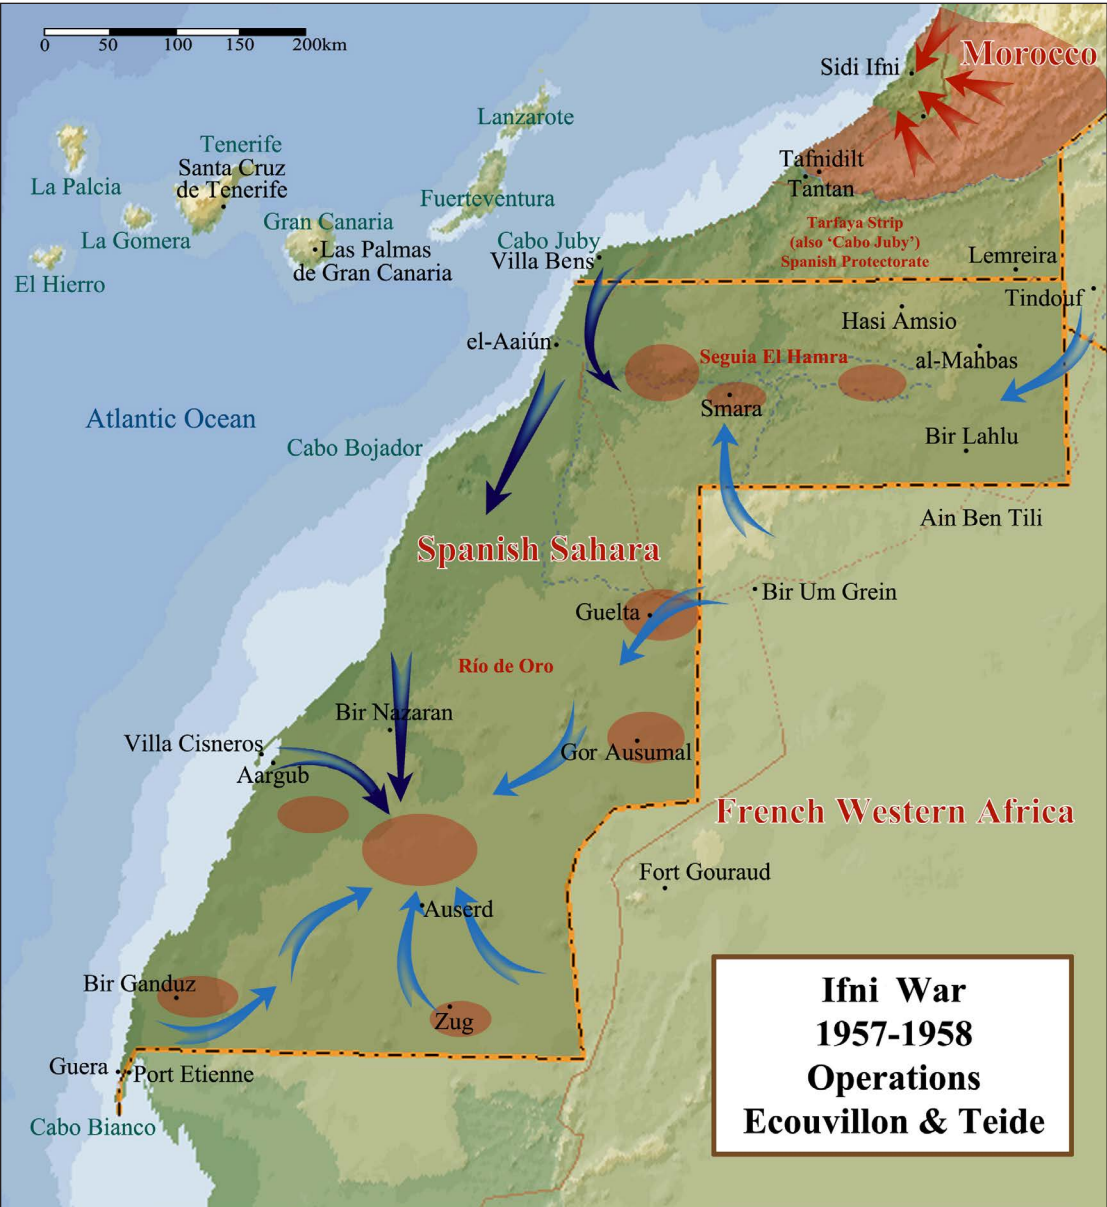 0 50 100 150 200km
Morocco
Sidi Ifni
Lanzarote
Tenerife
Santa Cruz
de Tenerife
La Palcia
Tafnidilt
Tantan
Fuerteventura
Gran Canaria
La Gomera
Las Palmas
de Gran Canaria
El Hierro
Cabo Juby
Villa Bens
Tarfaya Strip
(also ‘Cabo Juby’)
Spanish Protectorate
Lemreira
Tindouf
Hasi Amsio
el-Aaiún
Seguia El Hamra
al-Mahbas
Smara
Atlantic Ocean
Cabo Bojador
Bir Lahlu
Ain Ben Tili
Spanish Sahara
Bir Um Grein
Guelta
Río de Oro
Bir Nazaran
Villa Cisneros
Aargub
Gor Ausumal
French Western Africa
Fort Gouraud
Auserd
Bir Ganduz
Zug
Guera
Port Etienne
Cabo Bianco
Ifni War
1957-1958
Operations
Ecouvillon & Teide